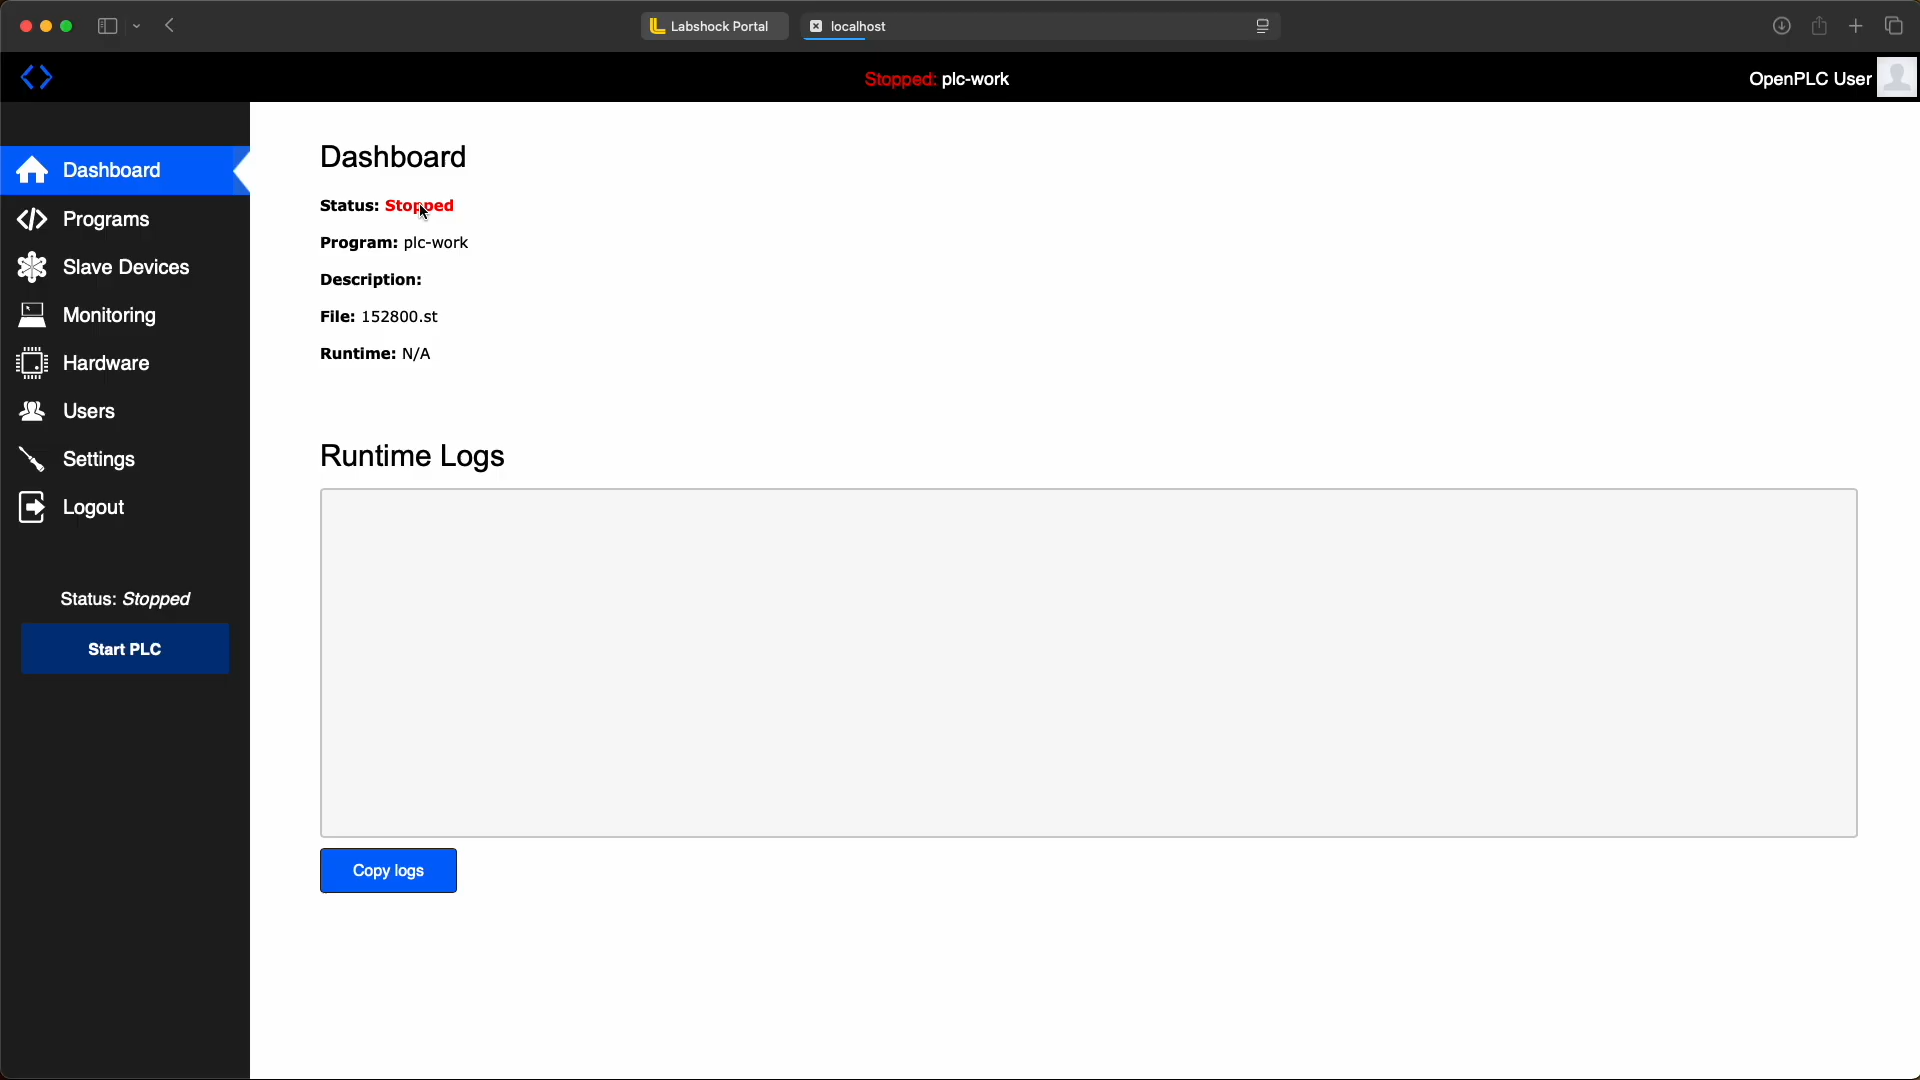 Labshock Portal
localhost
Stopped: plc-work
OpenPLC User
Dashboard
Programs
Slave Devices
Monitoring
Hardware
Users
Settings
Logout
Status: Stopped
Start PLC
Dashboard
Status: Stopped
Program: plc-work
Description:
File: 152800.st
Runtime: N/A
Runtime Logs
Copy logs